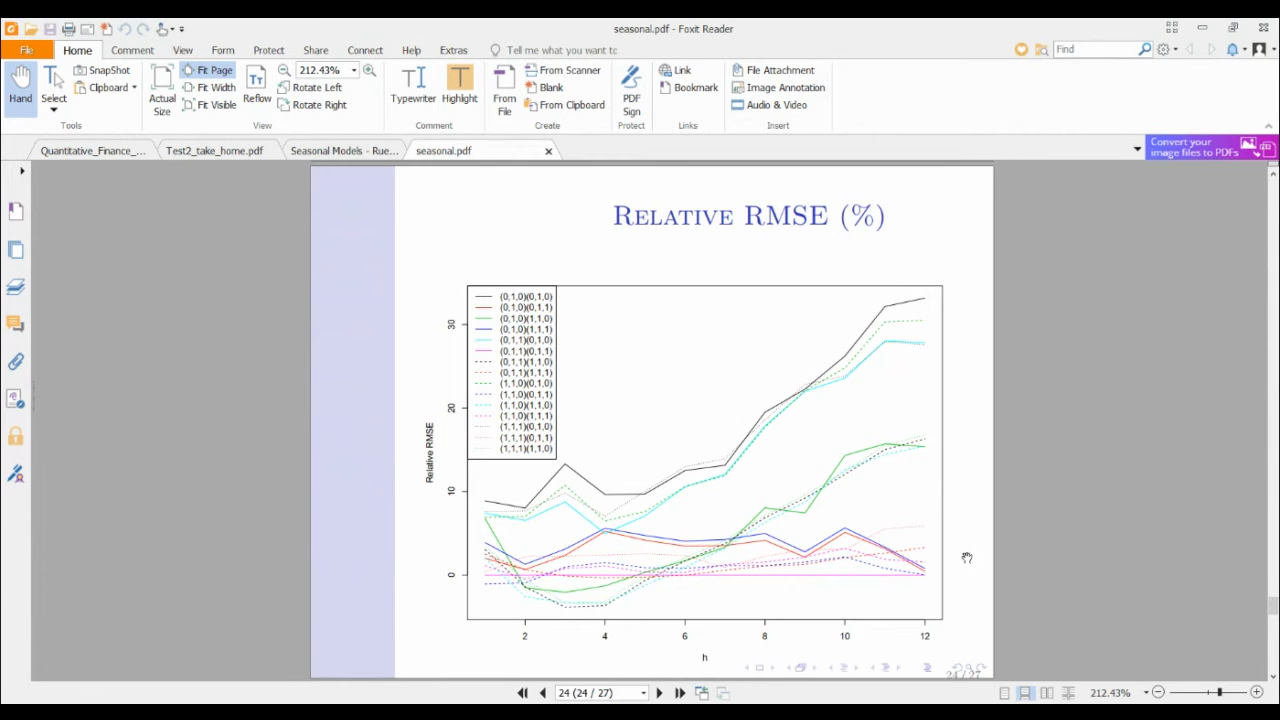 seasonal.pdf - Foxit Reader
File Home Comment View Form Protect Share Connect Help Extras Tell me what you want to Find
Hand
Select
SnapShot
Clipboard
Tools
Actual Size
Fit Page
Fit Width
Fit Visible
Reflow
212.43%
Rotate Left
Rotate Right
View
Typewriter
Highlight
Comment
From File
From Scanner
Blank
From Clipboard
Create
PDF Sign
Protect
Link
Bookmark
Links
File Attachment
Image Annotation
Audio & Video
Insert
Quantitative_Finance_... Test2_take_home.pdf Seasonal Models - Rue... seasonal.pdf
Convert your
image files to PDFs
RELATIVE RMSE (%)
(0,1,0)(0,1,0)
(0,1,0)(0,1,1)
(0,1,0)(1,1,0)
(0,1,0)(1,1,1)
(0,1,1)(0,1,0)
(0,1,1)(0,1,1)
(0,1,1)(1,1,0)
(0,1,1)(1,1,1)
(1,1,0)(0,1,0)
(1,1,0)(0,1,1)
(1,1,0)(1,1,0)
(1,1,0)(1,1,1)
(1,1,1)(0,1,0)
(1,1,1)(0,1,1)
(1,1,1)(1,1,0)
Relative RMSE
30
20
10
0
2 4 6 8 10 12
h
24 / 27
24 (24 / 27)
212.43%